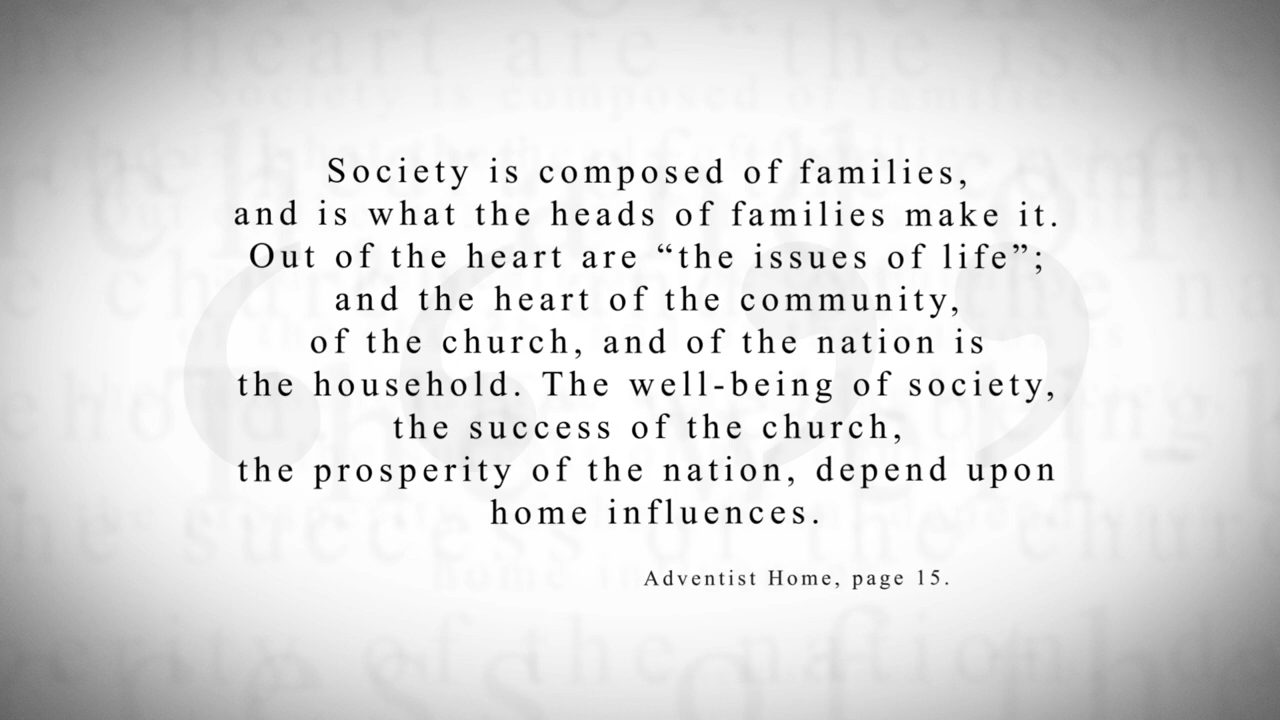 Society is composed of families,
and is what the heads of families make it.
Out of the heart are “the issues of life”;
and the heart of the community,
of the church, and of the nation is
the household. The well-being of society,
the success of the church,
the prosperity of the nation, depend upon
home influences.
Adventist Home, page 15.